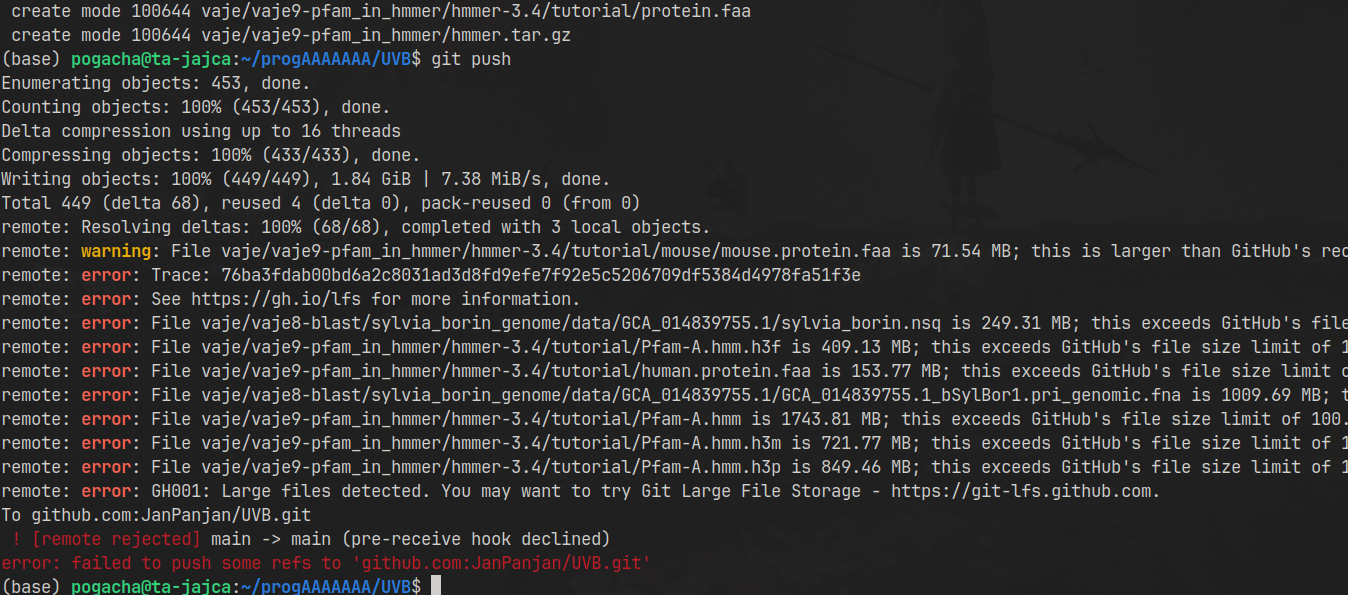 create mode 100644 vaje/vaje9-pfam_in_hmmer/hmmer-3.4/tutorial/protein.faa
create mode 100644 vaje/vaje9-pfam_in_hmmer/hmmer.tar.gz
(base) pogacha@ta-jajca:~/progAAAAAAA/UVB$ git push
Enumerating objects: 453, done.
Counting objects: 100% (453/453), done.
Delta compression using up to 16 threads
Compressing objects: 100% (433/433), done.
Writing objects: 100% (449/449), 1.84 GiB | 7.38 MiB/s, done.
Total 449 (delta 68), reused 4 (delta 0), pack-reused 0 (from 0)
remote: Resolving deltas: 100% (68/68), completed with 3 local objects.
remote: warning: File vaje/vaje9-pfam_in_hmmer/hmmer-3.4/tutorial/mouse/mouse.protein.faa is 71.54 MB; this is larger than GitHub's rec
remote: error: Trace: 76ba3fdab00bd6a2c8031ad3d8fd9efe7f92e5c5206709df5384d4978fa51f3e
remote: error: See https://gh.io/lfs for more information.
remote: error: File vaje/vaje8-blast/sylvia_borin_genome/data/GCA_014839755.1/sylvia_borin.nsq is 249.31 MB; this exceeds GitHub's file
remote: error: File vaje/vaje9-pfam_in_hmmer/hmmer-3.4/tutorial/Pfam-A.hmm.h3f is 409.13 MB; this exceeds GitHub's file size limit of 1
remote: error: File vaje/vaje9-pfam_in_hmmer/hmmer-3.4/tutorial/human.protein.faa is 153.77 MB; this exceeds GitHub's file size limit o
remote: error: File vaje/vaje8-blast/sylvia_borin_genome/data/GCA_014839755.1/GCA_014839755.1_bSylBor1.pri_genomic.fna is 1009.69 MB; t
remote: error: File vaje/vaje9-pfam_in_hmmer/hmmer-3.4/tutorial/Pfam-A.hmm is 1743.81 MB; this exceeds GitHub's file size limit of 100.
remote: error: File vaje/vaje9-pfam_in_hmmer/hmmer-3.4/tutorial/Pfam-A.hmm.h3m is 721.77 MB; this exceeds GitHub's file size limit of 1
remote: error: File vaje/vaje9-pfam_in_hmmer/hmmer-3.4/tutorial/Pfam-A.hmm.h3p is 849.46 MB; this exceeds GitHub's file size limit of 1
remote: error: GH001: Large files detected. You may want to try Git Large File Storage - https://git-lfs.github.com.
To github.com:JanPanjan/UVB.git
! [remote rejected] main -> main (pre-receive hook declined)
error: failed to push some refs to 'github.com:JanPanjan/UVB.git'
(base) pogacha@ta-jajca:~/progAAAAAAA/UVB$